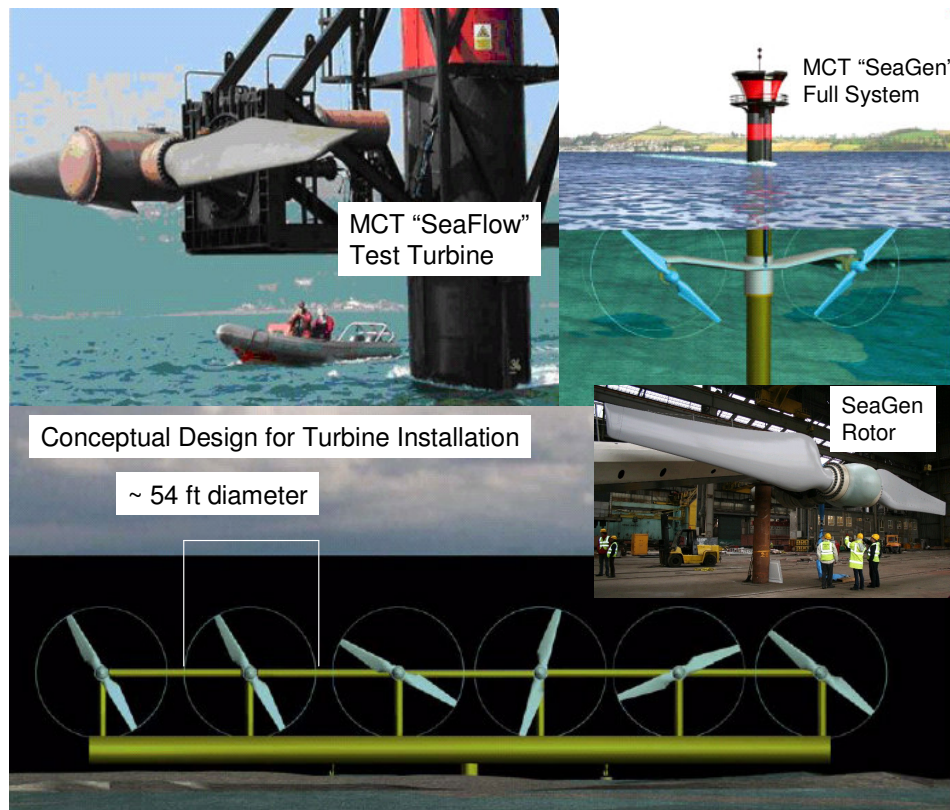 MCT “SeaGen”
Full System
MCT “SeaFlow”
Test Turbine
SeaGen
Rotor
Conceptual Design for Turbine Installation
~ 54 ft diameter